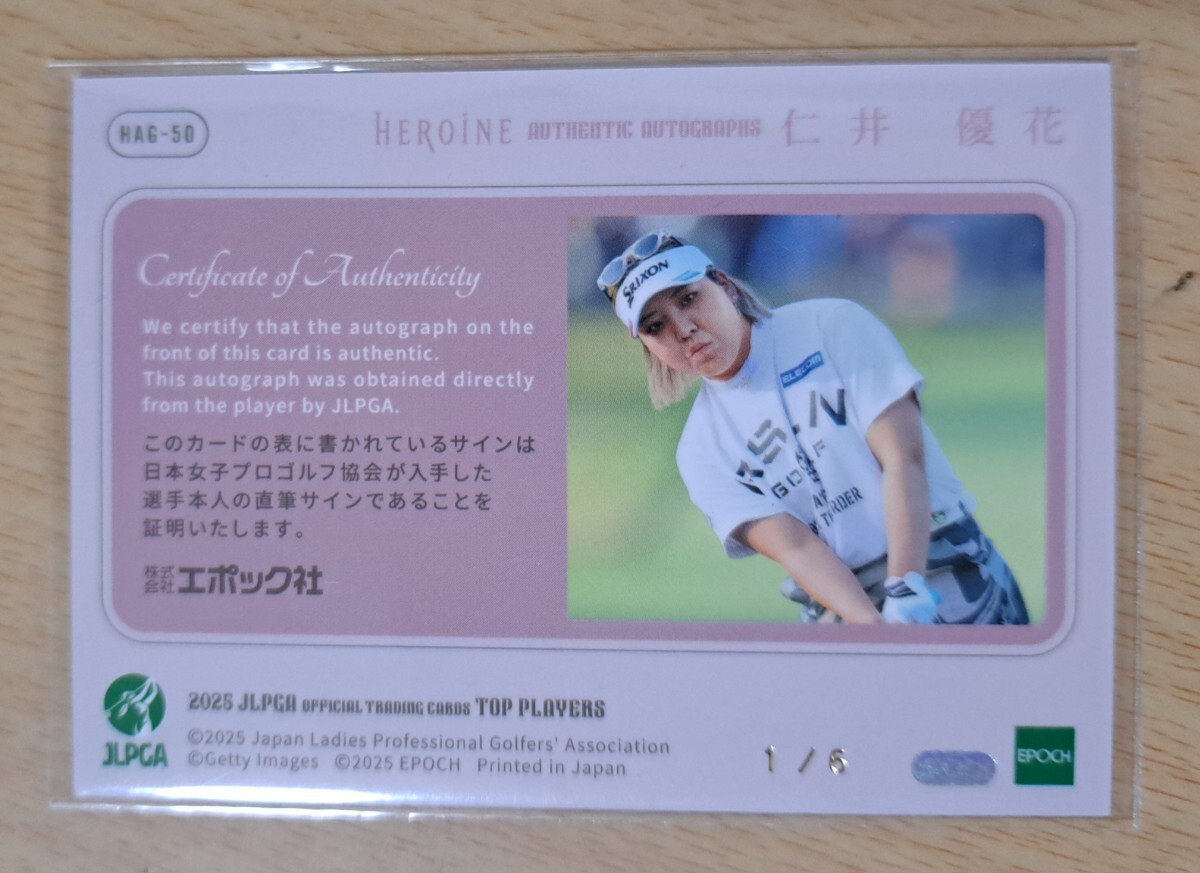 HAG-50
HEROINE AUTHENTIC AUTOGRAPHS 仁井 優花
Certificate of Authenticity
We certify that the autograph on the
front of this card is authentic.
This autograph was obtained directly
from the player by JLPGA.
このカードの表に書かれているサインは
日本女子プロゴルフ協会が入手した
選手本人の直筆サインであることを
証明いたします。
株式会社エポック社
SRIXON
ELECOM
GOLF
2025 JLPGA OFFICIAL TRADING CARDS TOP PLAYERS
©2025 Japan Ladies Professional Golfers' Association
©Getty Images ©2025 EPOCH Printed in Japan
JLPGA
1 / 6
EPOCH